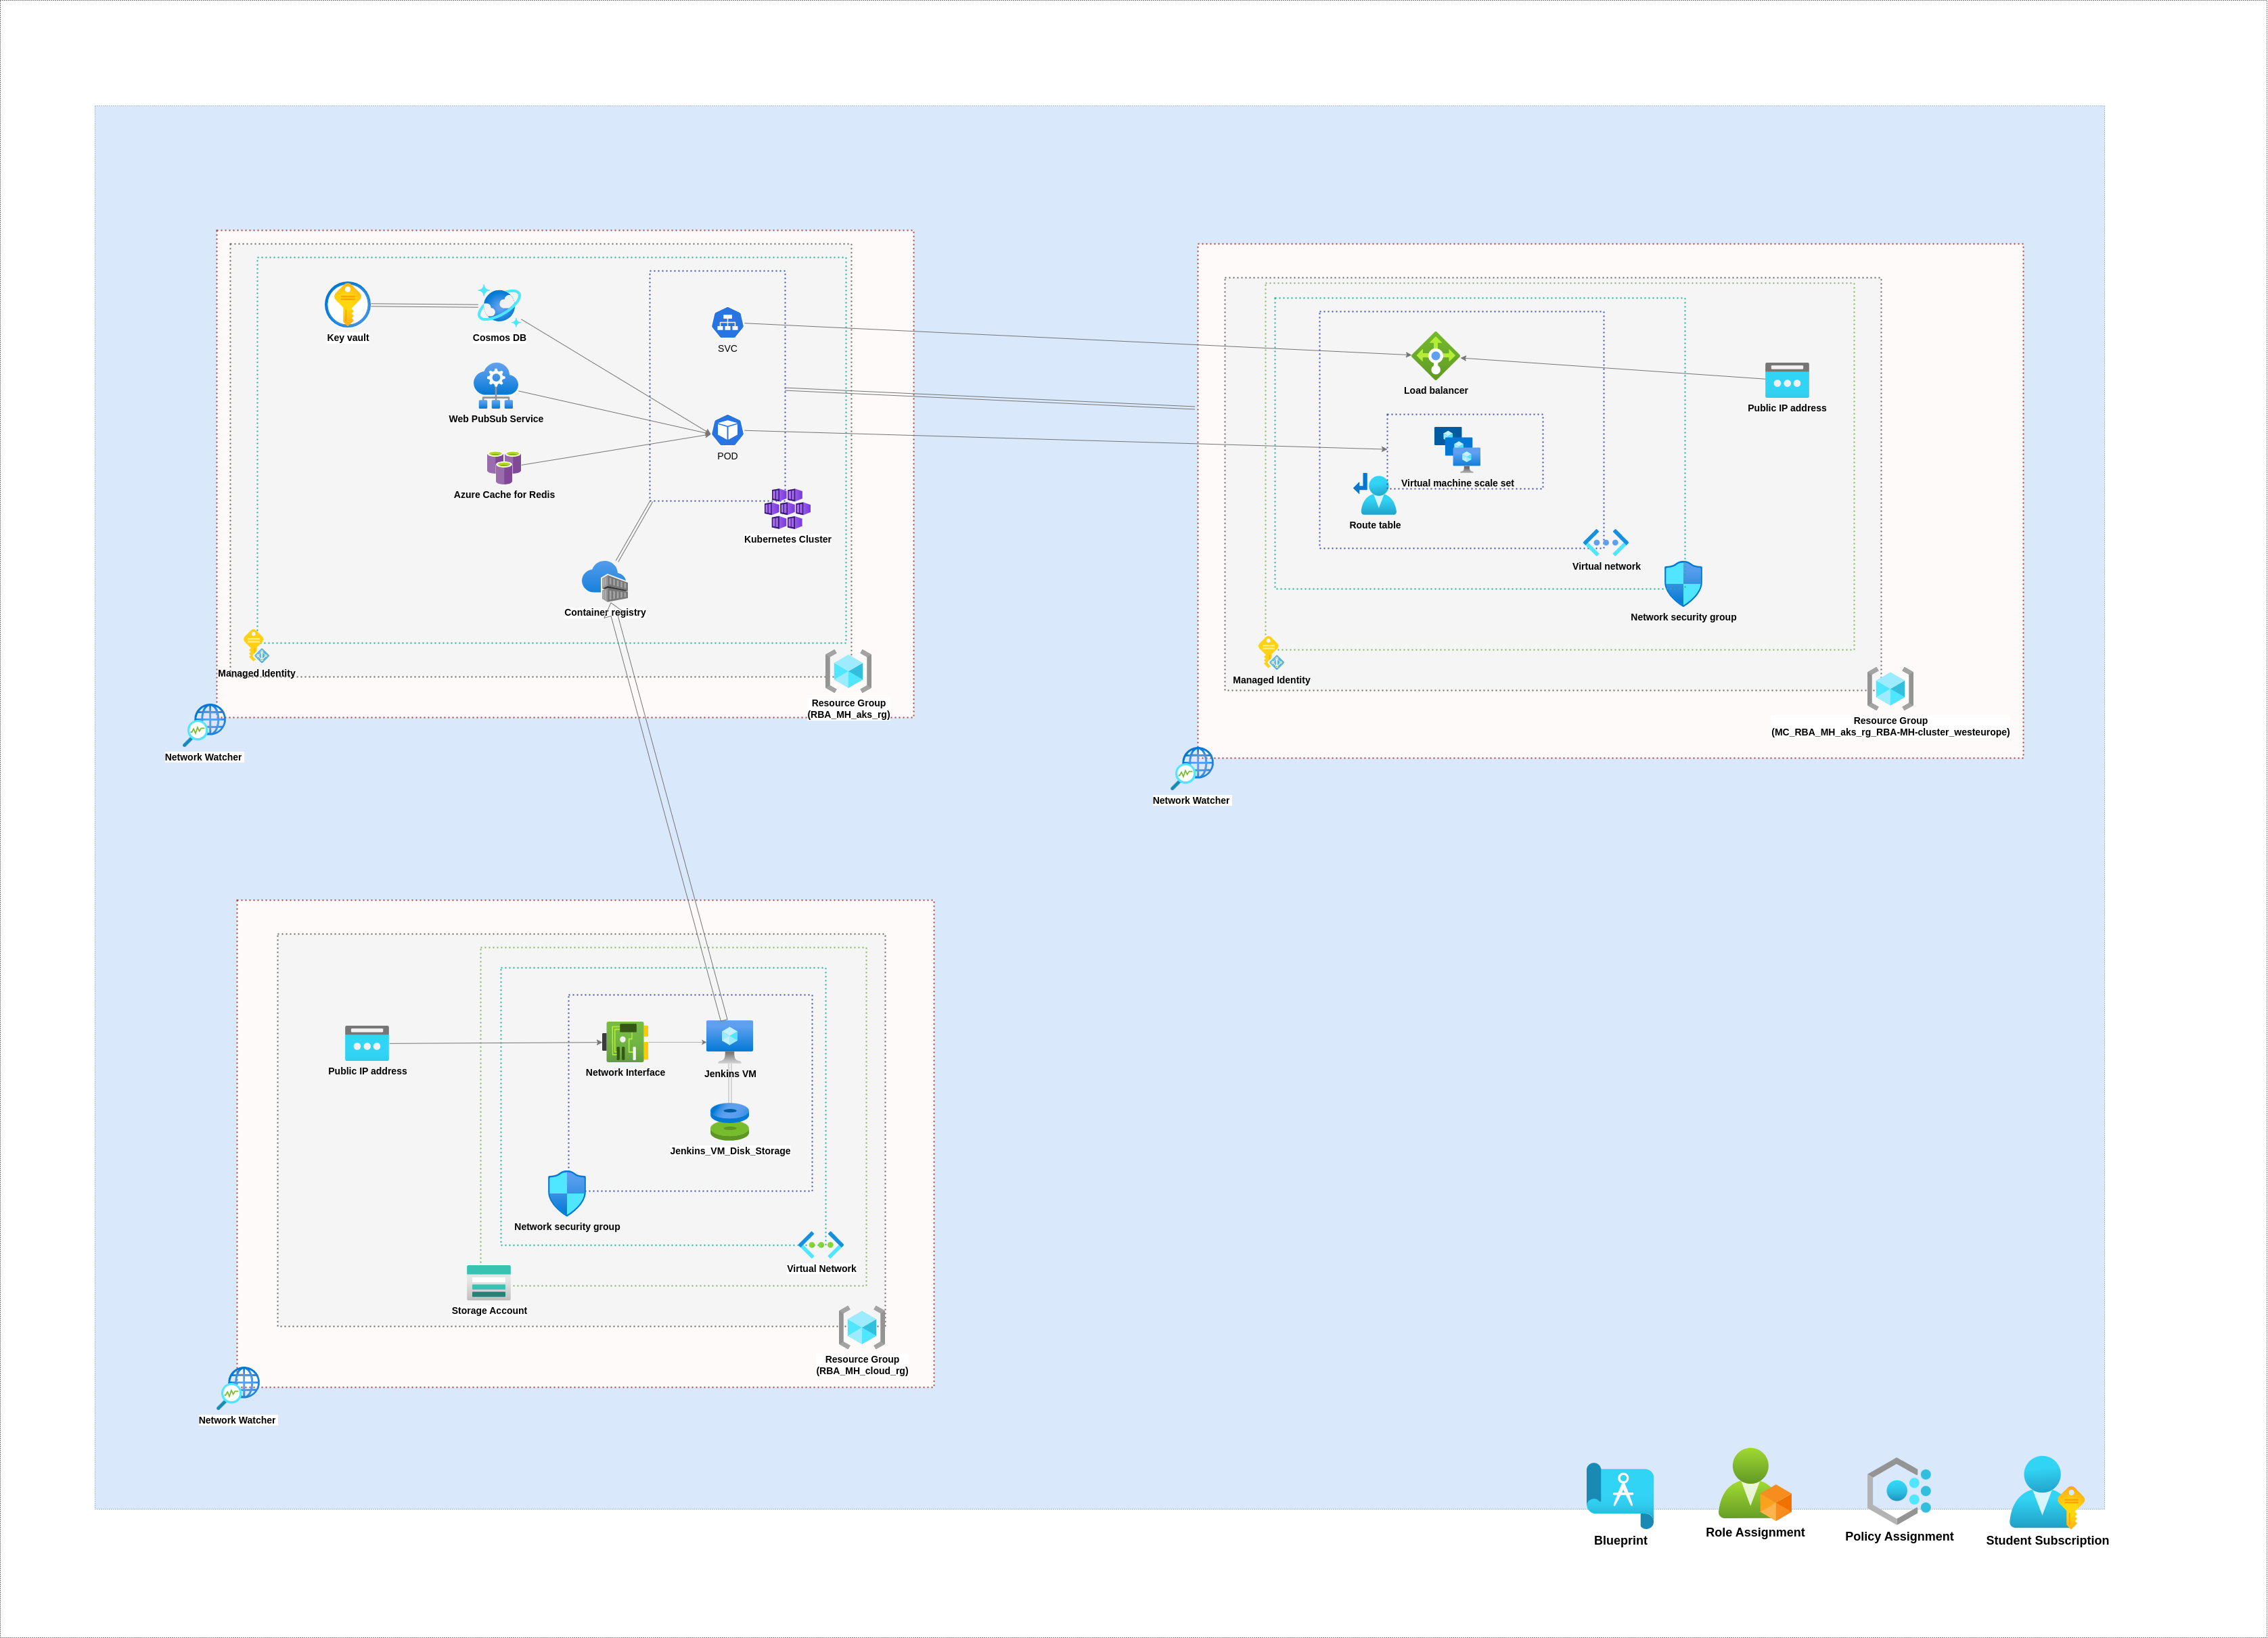 Key vault
Cosmos DB
SVC
Web PubSub Service
POD
Azure Cache for Redis
Kubernetes Cluster
Container registry
Managed Identity
Resource Group
(RBA_MH_aks_rg)
Network Watcher
Load balancer
Public IP address
Virtual machine scale set
Route table
Virtual network
Network security group
Managed Identity
Resource Group
(MC_RBA_MH_aks_rg_RBA-MH-cluster_westeurope)
Network Watcher
Public IP address
Network Interface
Jenkins VM
Jenkins_VM_Disk_Storage
Network security group
Virtual Network
Storage Account
Resource Group
(RBA_MH_cloud_rg)
Network Watcher
Blueprint
Role Assignment
Policy Assignment
Student Subscription